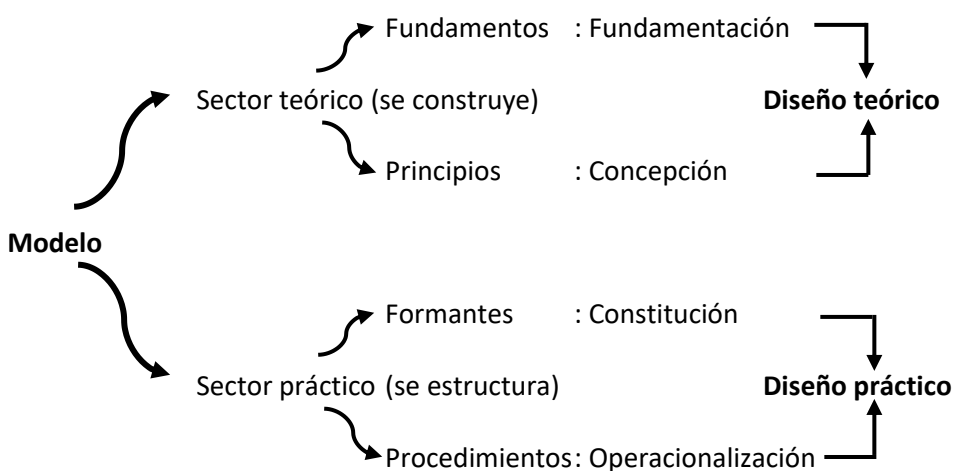 Fundamentos : Fundamentación
Sector teórico (se construye) Diseño teórico
Principios : Concepción
Modelo
Formantes : Constitución
Sector práctico (se estructura) Diseño práctico
Procedimientos: Operacionalización